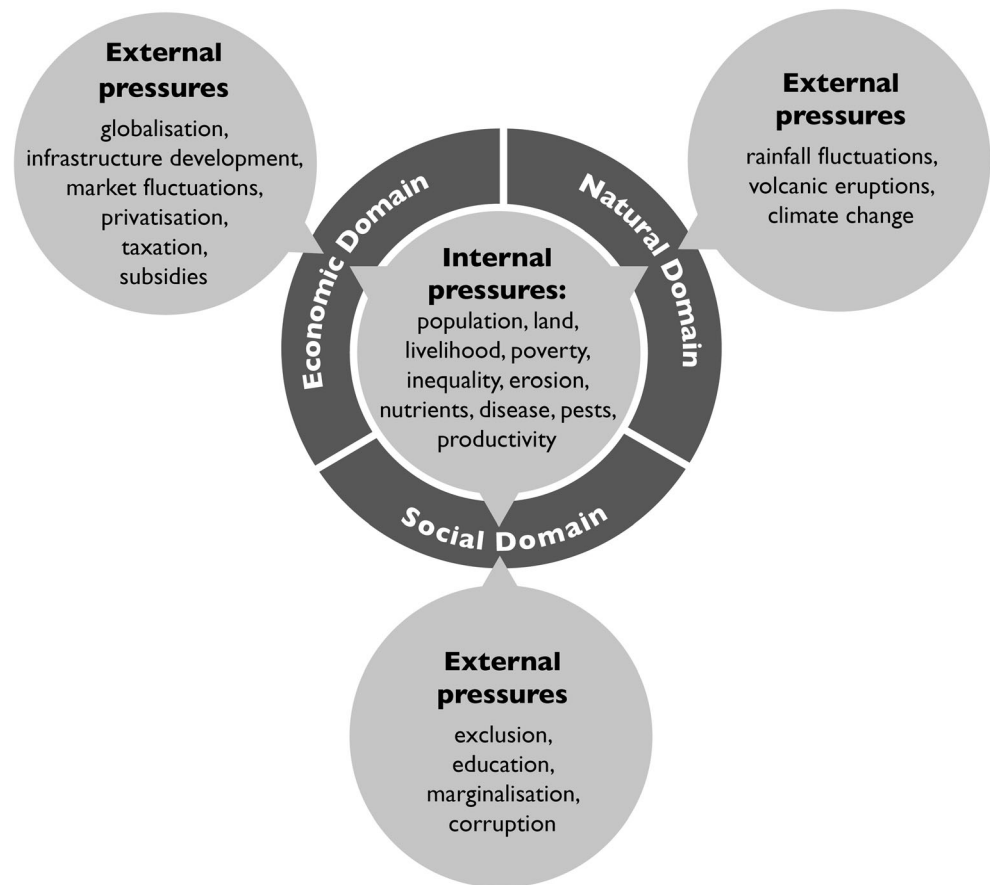 External
pressures
globalisation,
infrastructure development,
market fluctuations,
privatisation,
taxation,
subsidies
External
pressures
rainfall fluctuations,
volcanic eruptions,
climate change
Economic Domain
Natural Domain
Internal
pressures:
population, land,
livelihood, poverty,
inequality, erosion,
nutrients, disease, pests,
productivity
Social Domain
External
pressures
exclusion,
education,
marginalisation,
corruption